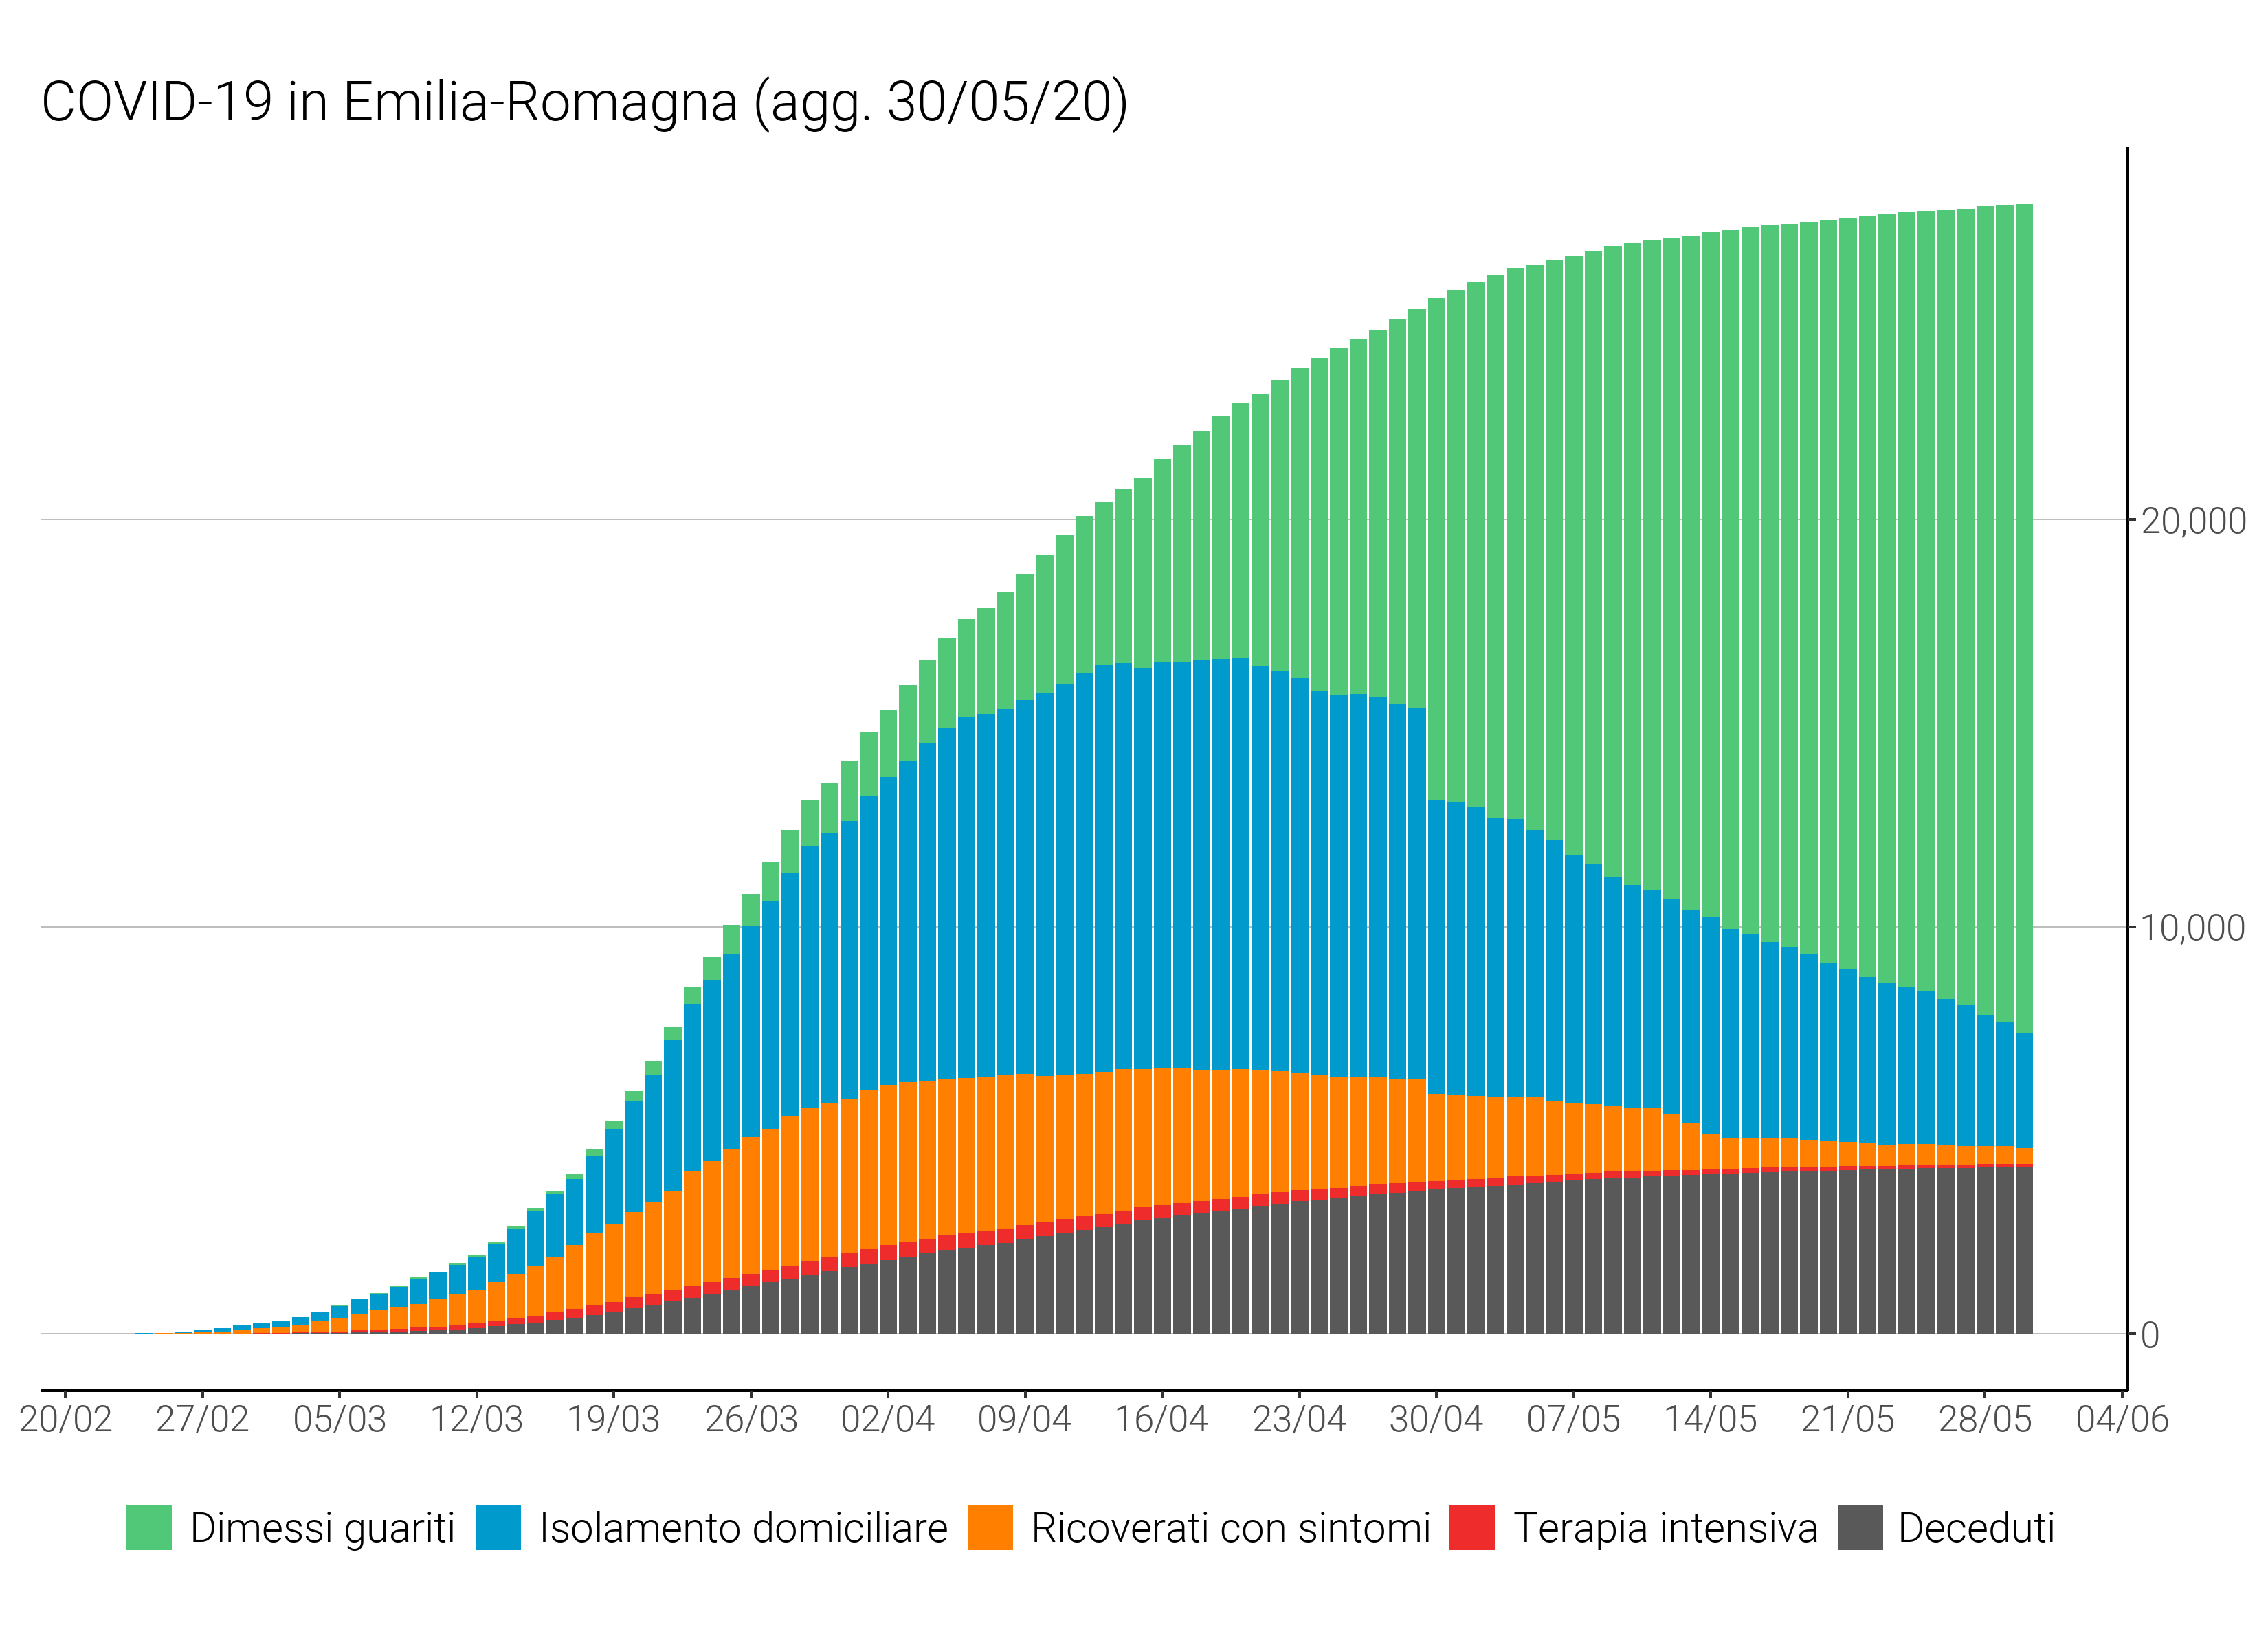 COVID-19 in Emilia-Romagna (agg. 30/05/20)
20,000
10,000
0
20/02 27/02 05/03 12/03 19/03 26/03 02/04 09/04 16/04 23/04 30/04 07/05 14/05 21/05 28/05 04/06
Dimessi guariti Isolamento domiciliare Ricoverati con sintomi Terapia intensiva Deceduti